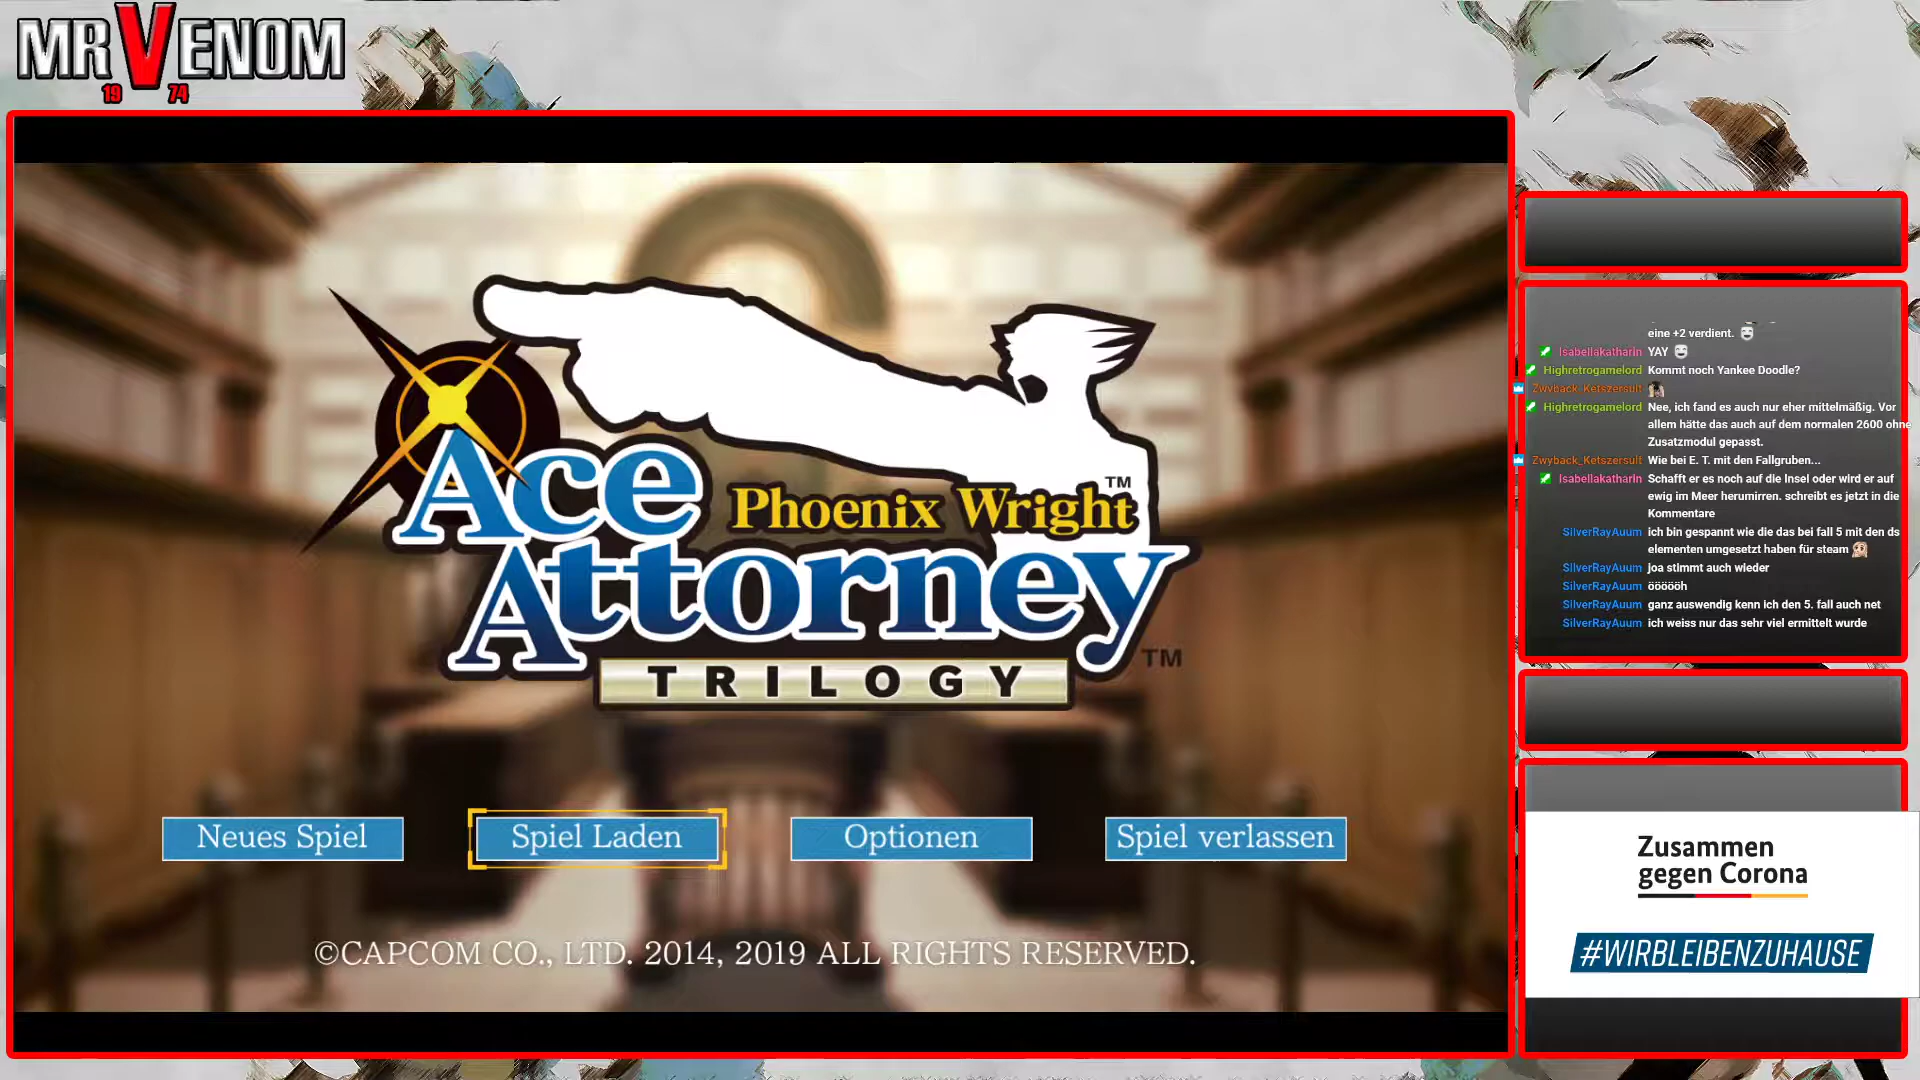 MRVENOM
19 74
Ace
Phoenix Wright™
Attorney™
TRILOGY
Neues Spiel
Spiel Laden
Optionen
Spiel verlassen
©CAPCOM CO., LTD. 2014, 2019 ALL RIGHTS RESERVED.
eine +2 verdient.
Isabellakatharin YAY
Highretrogamelord Kommt noch Yankee Doodle?
Zwyback_Ketszersult
Highretrogamelord Nee, ich fand es auch nur eher mittelmäßig. Vor
allem hätte das auch auf dem normalen 2600 ohne
Zusatzmodul gepasst.
Zwyback_Ketszersult Wie bei E. T. mit den Fallgruben...
Isabellakatharin Schafft er es noch auf die Insel oder wird er auf
ewig im Meer herumirren. schreibt es jetzt in die
Kommentare
SilverRayAuum ich bin gespannt wie die das bei fall 5 mit den ds
elementen umgesetzt haben für steam
SilverRayAuum joa stimmt auch wieder
SilverRayAuum öööööh
SilverRayAuum ganz auswendig kenn ich den 5. fall auch net
SilverRayAuum ich weiss nur das sehr viel ermittelt wurde
Zusammen
gegen Corona
#WIRBLEIBENZUHAUSE